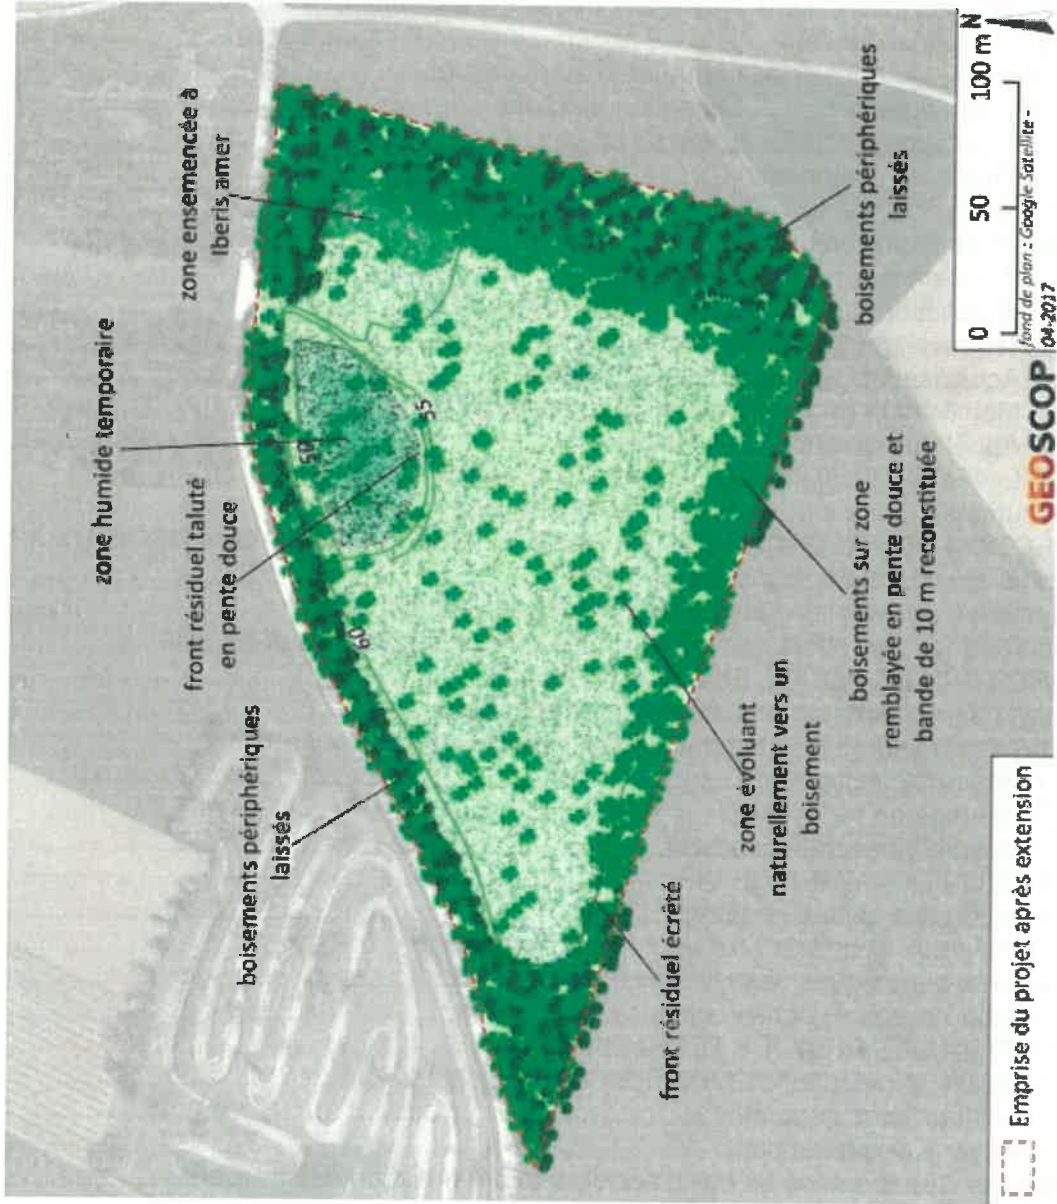 boisements périphériques
laissés
zone humide temporaire
front résiduel taluté
en pente douce
zone ensemencée à
Iberis amer
50
55
60
front résiduel écrêté
zone évoluant
naturellement vers un
boisement
boisements sur zone
remblayée en pente douce et
bande de 10 m reconstituée
boisements périphériques
laissés
Emprise du projet après extension
GEOSCOP
0 50 100 m
N
fond de plan : Google Satellite -
04-2017